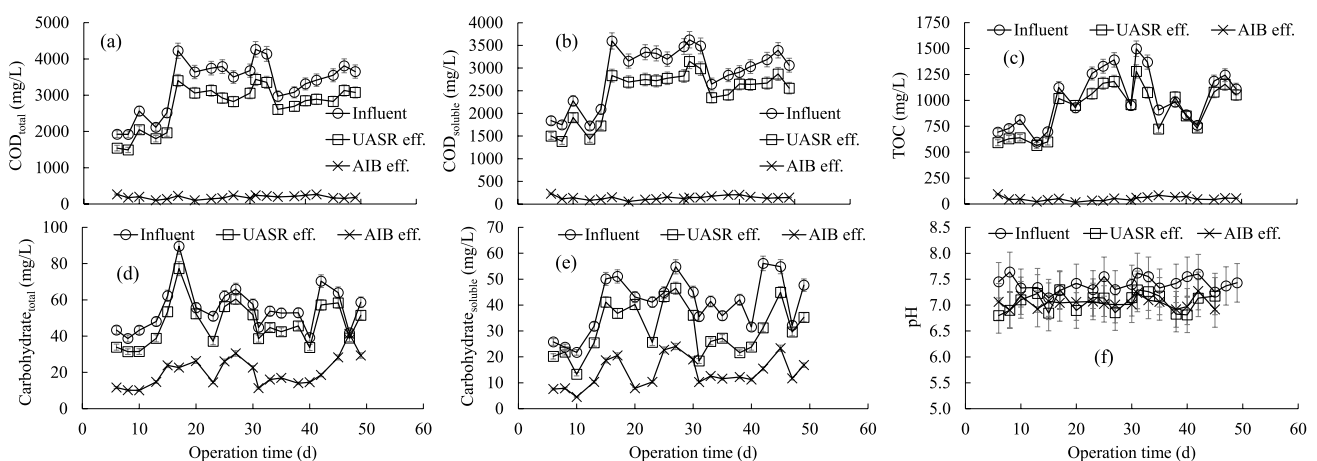 (a)
CODtotal (mg/L)
5000
4000
3000
2000
1000
0
Influent
UASR eff.
AIB eff.
(b)
CODsoluble (mg/L)
4000
3500
3000
2500
2000
1500
1000
500
0
Influent
UASR eff.
AIB eff.
(c)
TOC (mg/L)
1750
1500
1250
1000
750
500
250
0
Influent
UASR eff.
AIB eff.
(d)
Carbohydratetotal (mg/L)
100
80
60
40
20
0
Influent
UASR eff.
AIB eff.
0 10 20 30 40 50 60
Operation time (d)
(e)
Carbohydratesoluble (mg/L)
70
60
50
40
30
20
10
0
Influent
UASR eff.
AIB eff.
0 10 20 30 40 50 60
Operation time (d)
(f)
pH
8.5
8.0
7.5
7.0
6.5
6.0
5.5
5.0
Influent
UASR eff.
AIB eff.
0 10 20 30 40 50 60
Operation time (d)